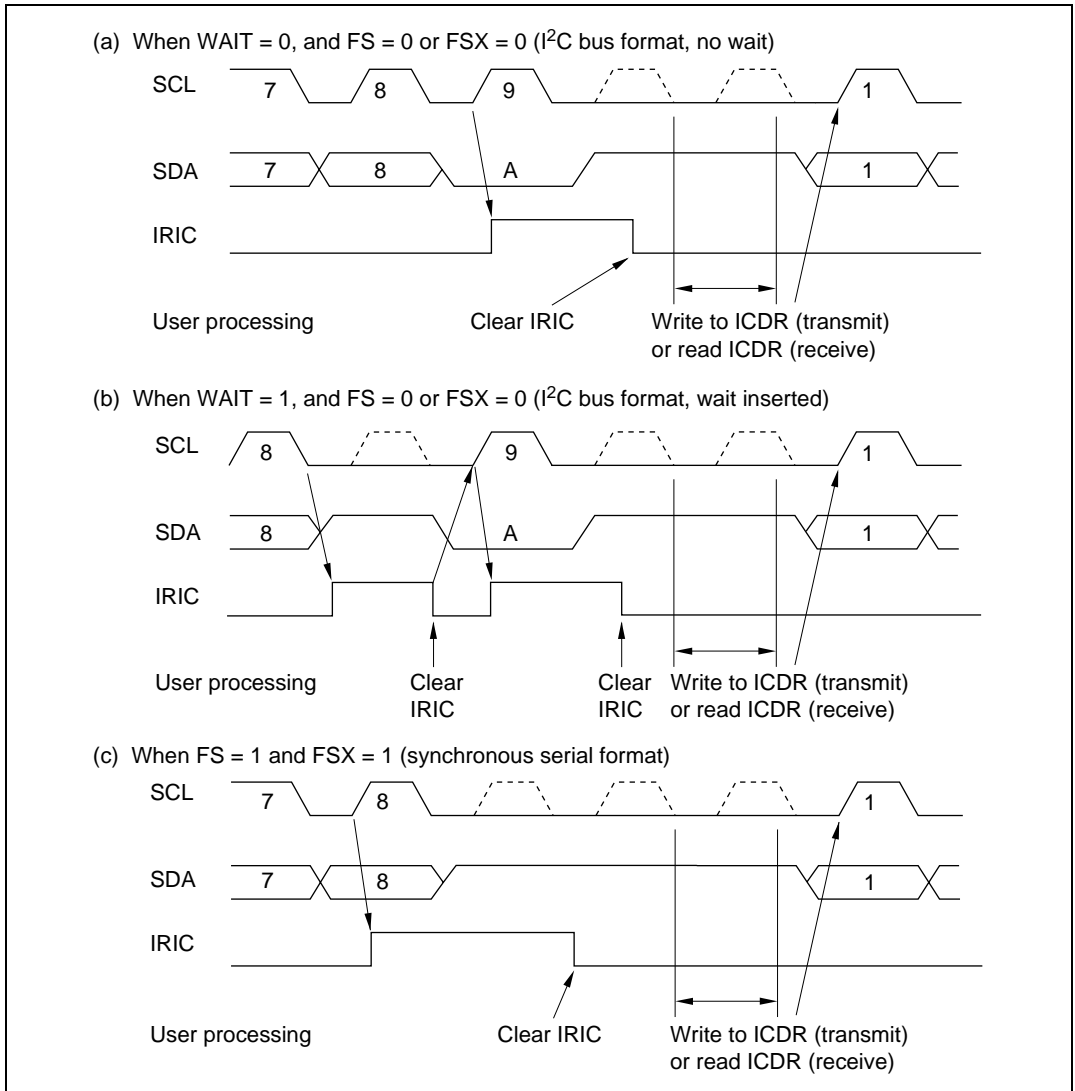 (a) When WAIT = 0, and FS = 0 or FSX = 0 (I²C bus format, no wait)
SCL 7 8 9 1
SDA 7 8 A 1
IRIC
User processing Clear IRIC Write to ICDR (transmit)
or read ICDR (receive)
(b) When WAIT = 1, and FS = 0 or FSX = 0 (I²C bus format, wait inserted)
SCL 8 9 1
SDA 8 A 1
IRIC
User processing Clear Clear Write to ICDR (transmit)
IRIC IRIC or read ICDR (receive)
(c) When FS = 1 and FSX = 1 (synchronous serial format)
SCL 7 8 1
SDA 7 8 1
IRIC
User processing Clear IRIC Write to ICDR (transmit)
or read ICDR (receive)